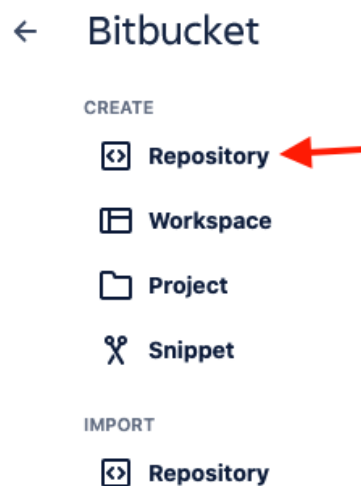 Bitbucket
CREATE
Repository
Workspace
Project
Snippet
IMPORT
Repository